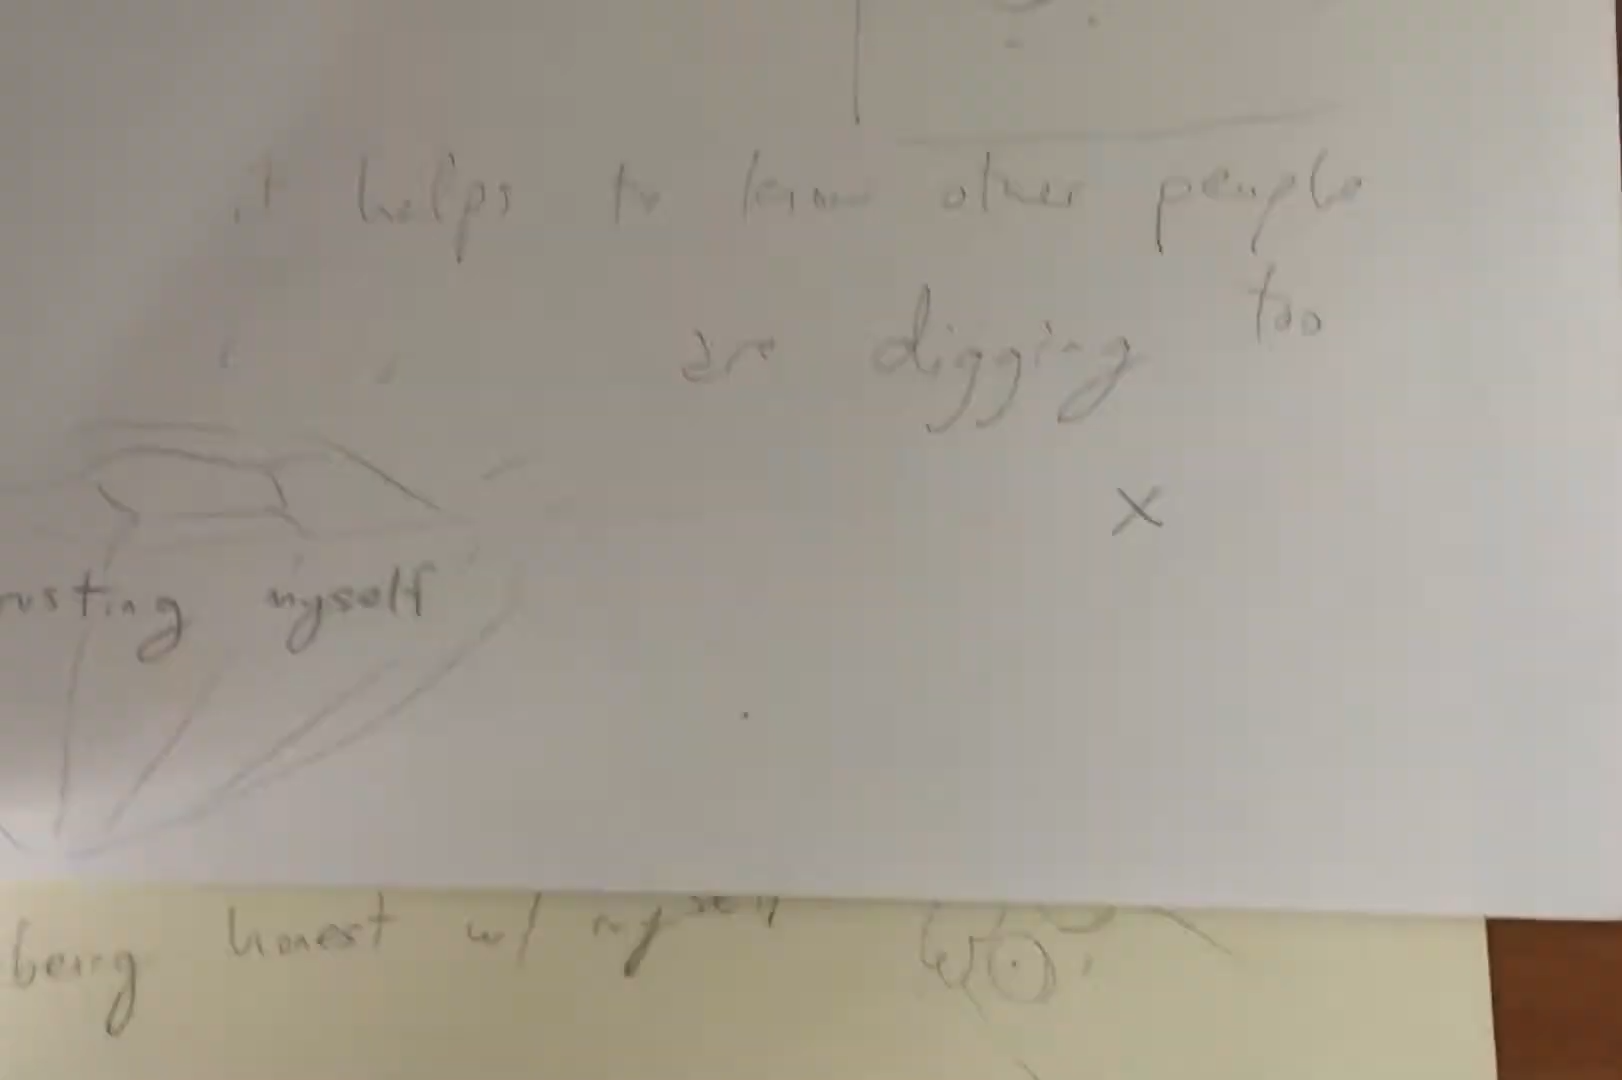 it helps to know other people
are digging too
x
rusting myself
being honest w/ myself